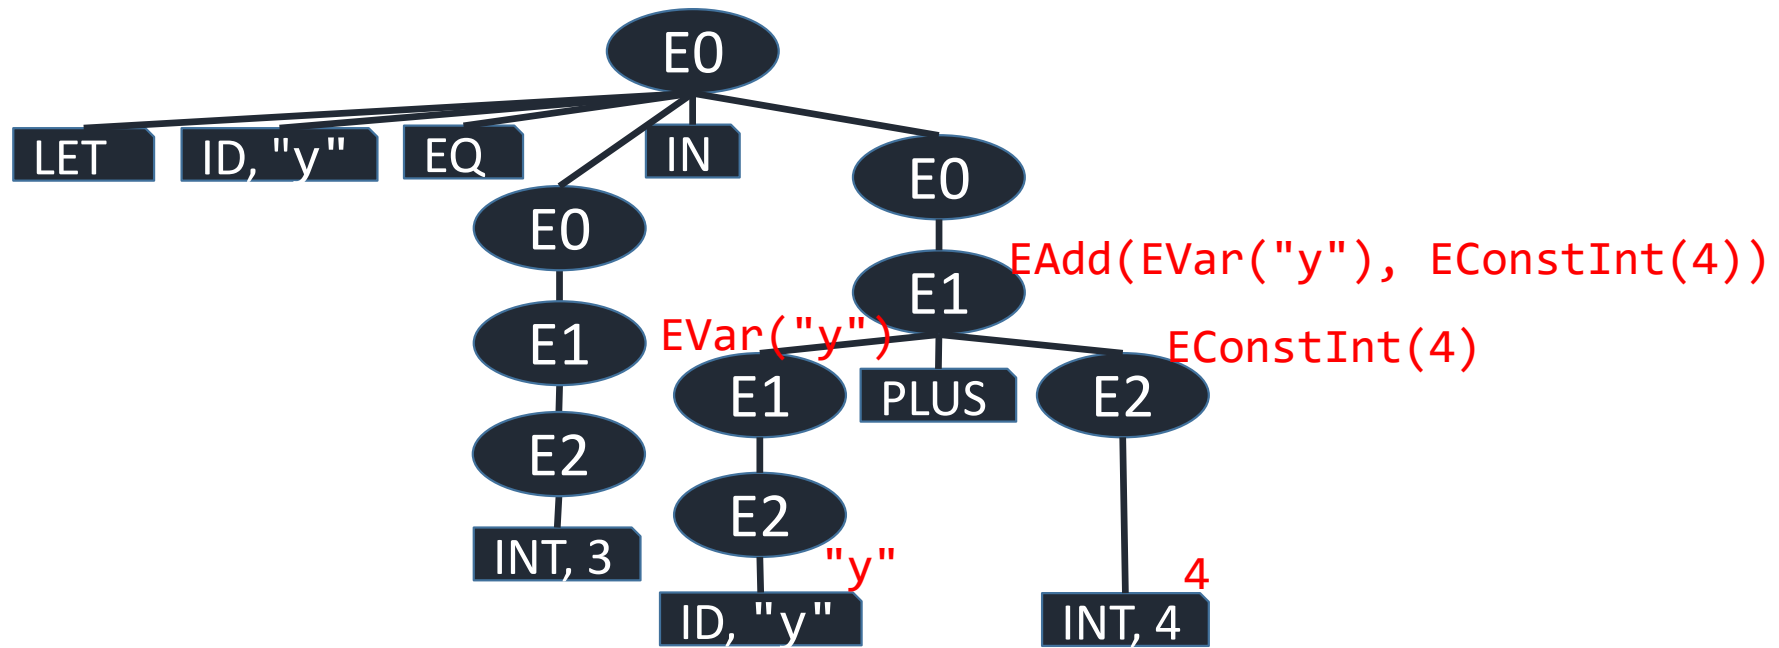 E0
LET
ID, "y"
EQ
IN
E0
E0
EAdd(EVar("y"), EConstInt(4))
E1
EVar("y")
E1
EConstInt(4)
E1
PLUS
E2
E2
E2
INT, 3
"y"
4
ID, "y"
INT, 4